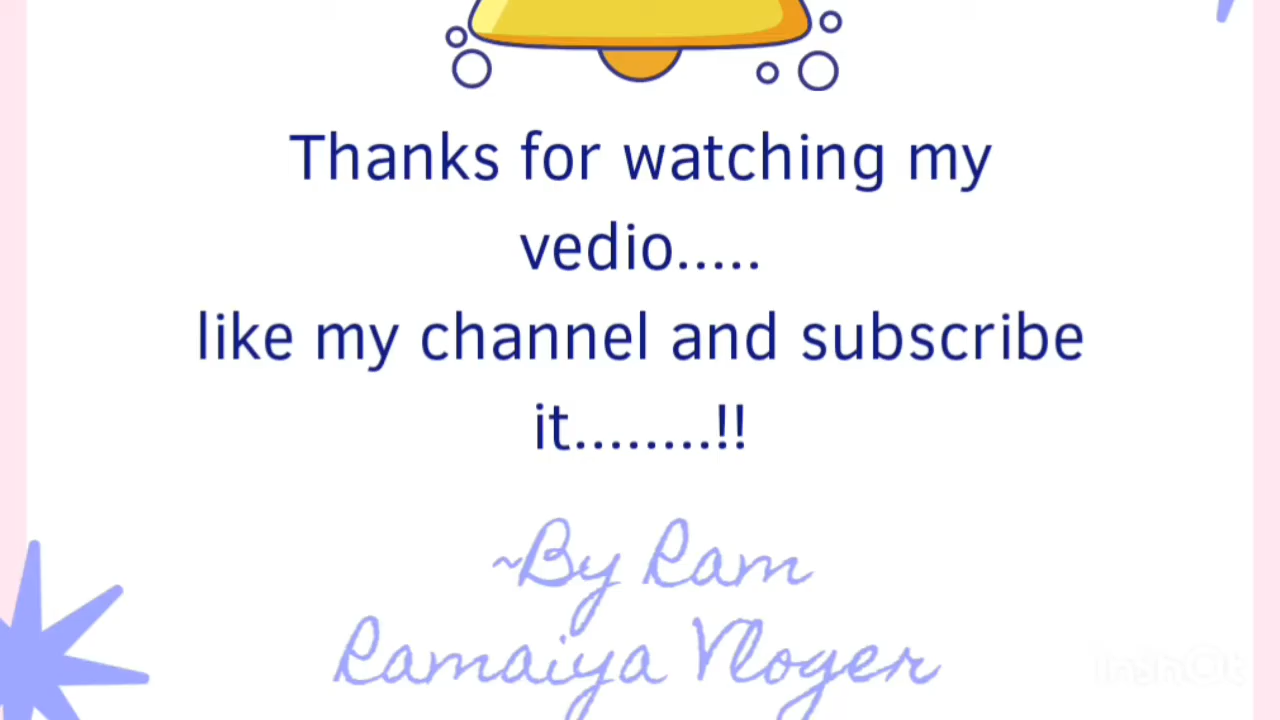 Thanks for watching my
vedio.....
like my channel and subscribe
it........!!
~By Ram
Ramaiya Vloger